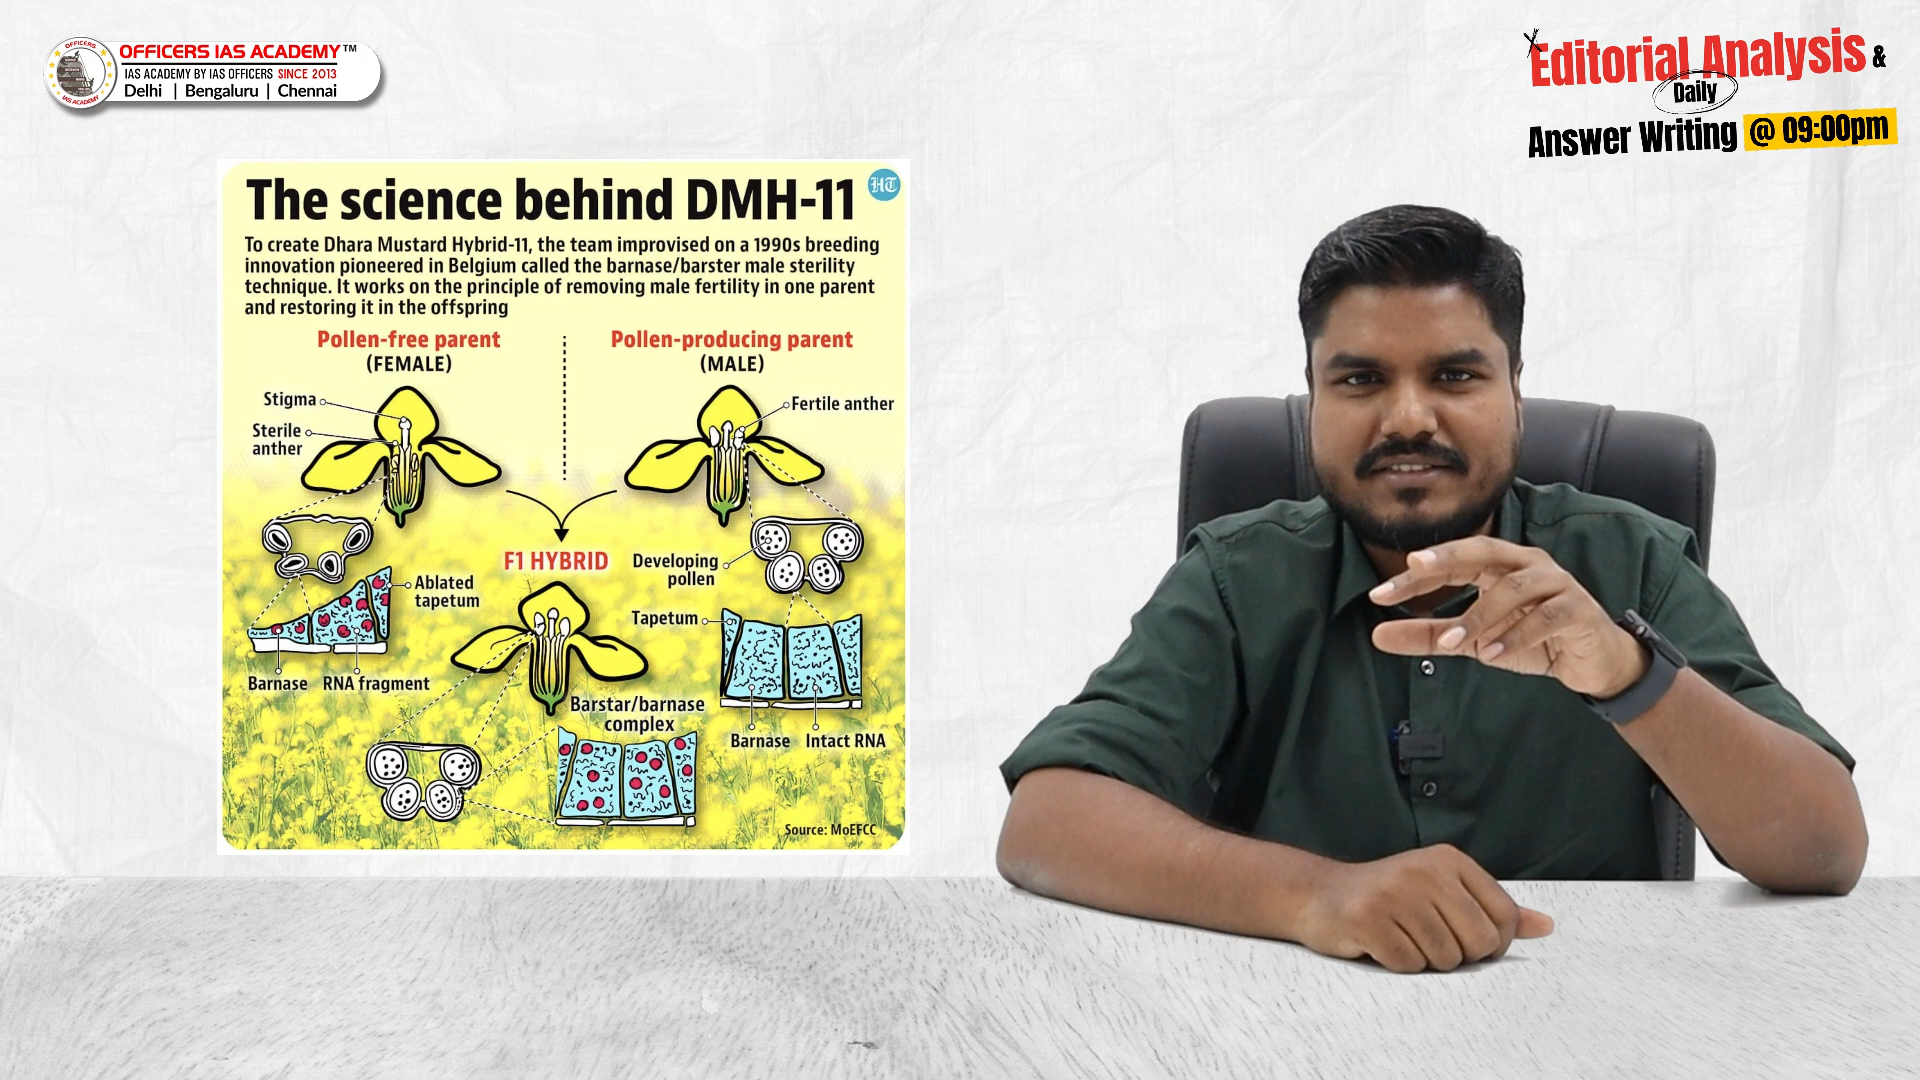 OFFICERS
IAS ACADEMY
OFFICERS IAS ACADEMY™
IAS ACADEMY BY IAS OFFICERS SINCE 2013
Delhi | Bengaluru | Chennai
Editorial Analysis &
Daily
Answer Writing @ 09:00pm
The science behind DMH-11
HT
To create Dhara Mustard Hybrid-11, the team improvised on a 1990s breeding
innovation pioneered in Belgium called the barnase/barster male sterility
technique. It works on the principle of removing male fertility in one parent
and restoring it in the offspring
Pollen-free parent
(FEMALE)
Pollen-producing parent
(MALE)
Stigma
Sterile
anther
Fertile anther
F1 HYBRID
Developing
pollen
Ablated
tapetum
Tapetum
Barnase RNA fragment
Barstar/barnase
complex
Barnase Intact RNA
Source: MoEFCC